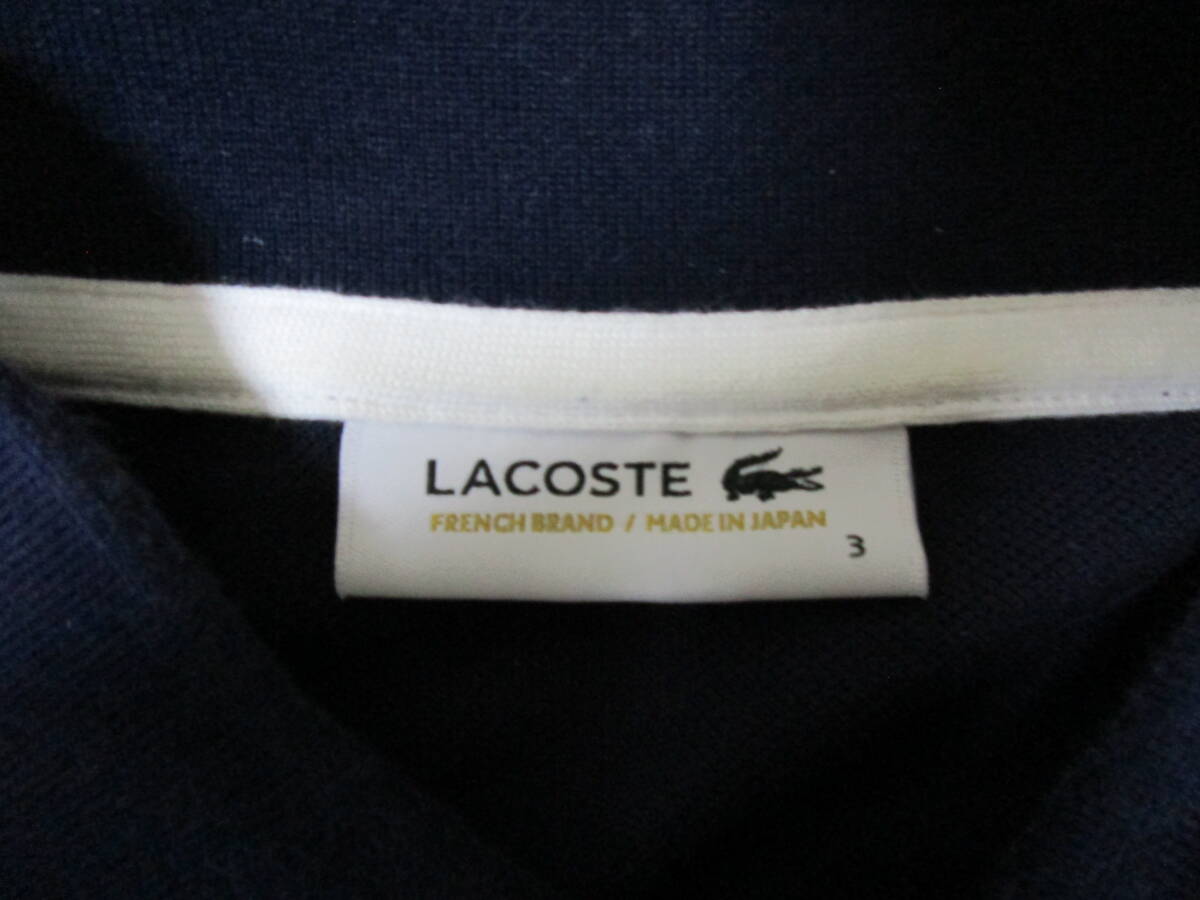 LACOSTE
FRENCH BRAND / MADE IN JAPAN
3